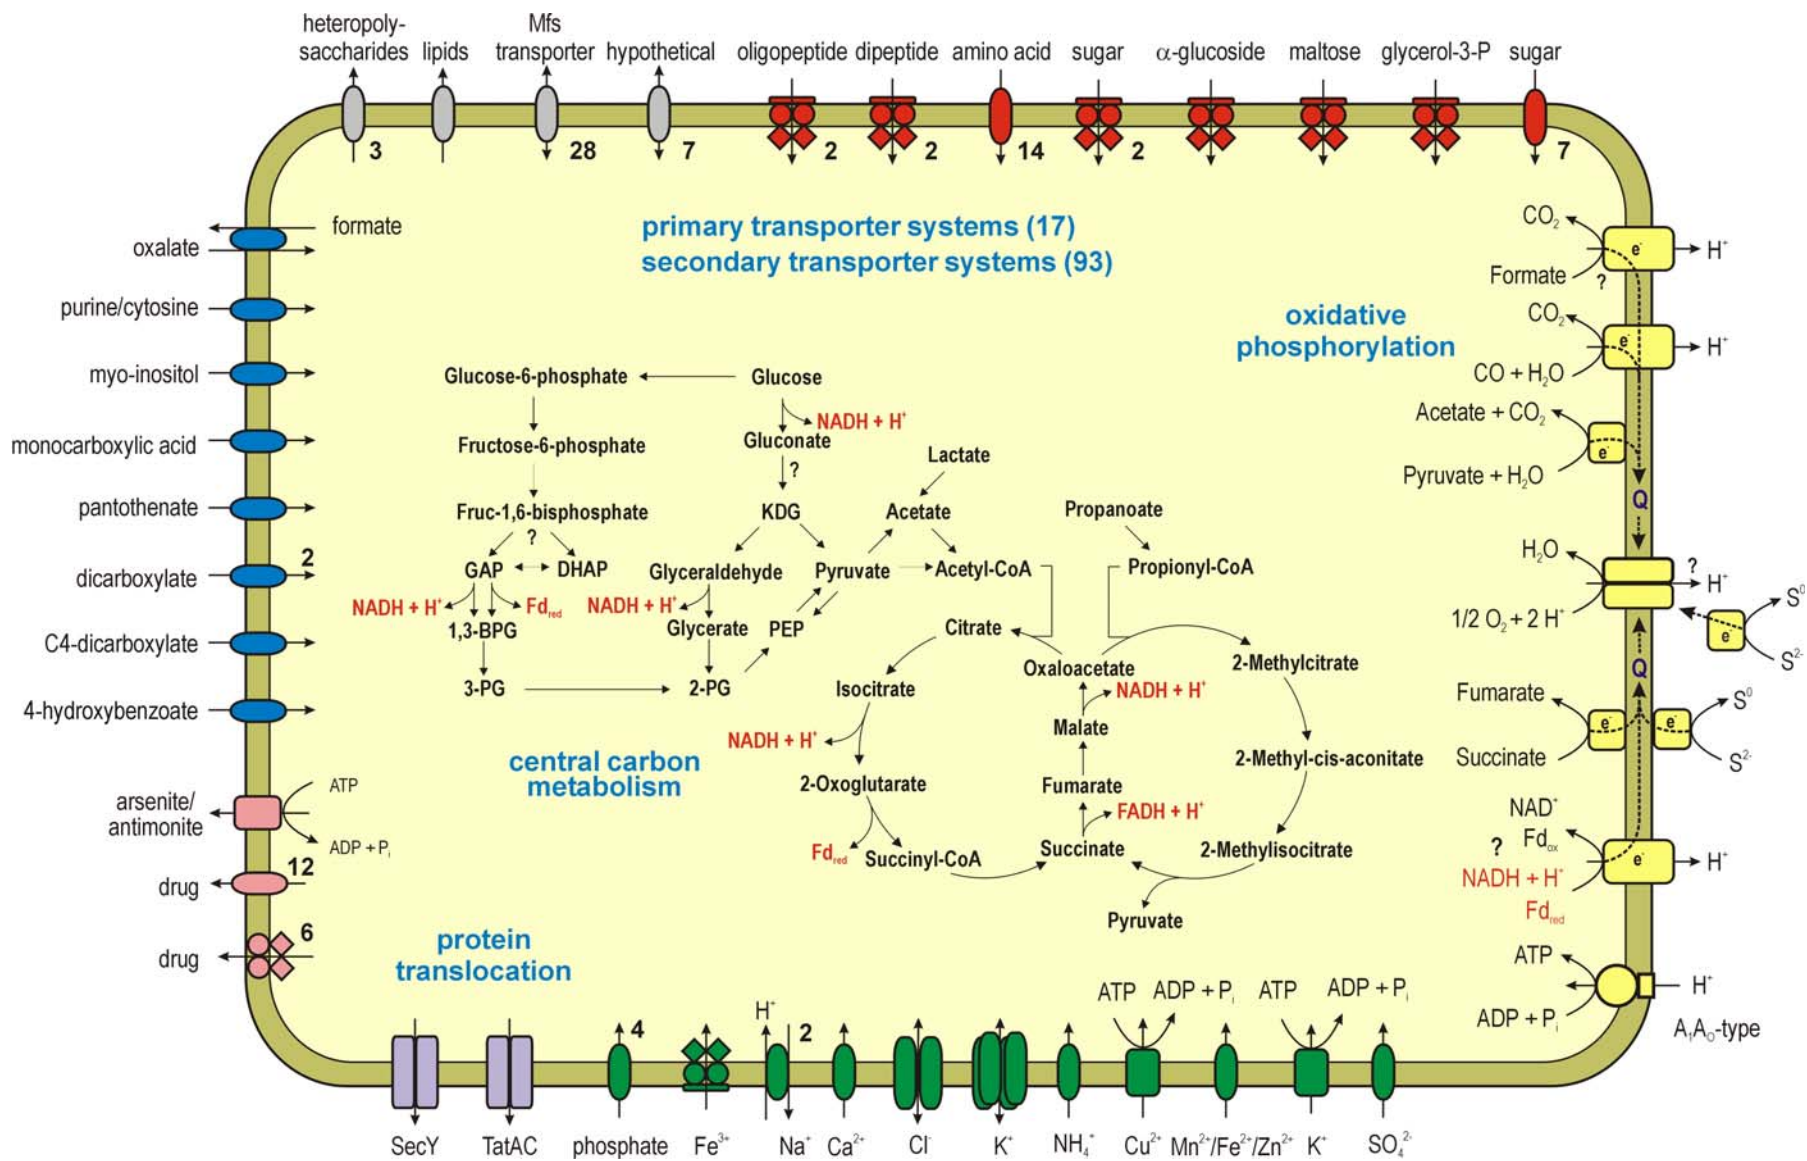 heteropoly-
saccharides
lipids
Mfs
transporter
hypothetical
oligopeptide
dipeptide
amino acid
sugar
α-glucoside
maltose
glycerol-3-P
sugar
3
28
7
2
2
14
2
7
primary transporter systems (17)
secondary transporter systems (93)
formate
oxalate
purine/cytosine
myo-inositol
monocarboxylic acid
pantothenate
2
dicarboxylate
C4-dicarboxylate
4-hydroxybenzoate
ATP
arsenite/
antimonite
ADP + Pi
12
drug
6
drug
Glucose-6-phosphate
Glucose
NADH + H⁺
Fructose-6-phosphate
Gluconate
?
Lactate
Fruc-1,6-bisphosphate
?
KDG
Acetate
Propanoate
GAP
DHAP
Glyceraldehyde
Pyruvate
Acetyl-CoA
Propionyl-CoA
NADH + H⁺
Fd red
NADH + H⁺
1,3-BPG
Glycerate
PEP
Citrate
Oxaloacetate
2-Methylcitrate
3-PG
2-PG
Isocitrate
NADH + H⁺
Malate
NADH + H⁺
2-Methyl-cis-aconitate
central carbon
metabolism
2-Oxoglutarate
Fumarate
FADH + H⁺
Fd red
Succinyl-CoA
Succinate
2-Methylisocitrate
Pyruvate
oxidative
phosphorylation
CO₂
e⁻
H⁺
Formate
?
CO₂
e⁻
H⁺
CO + H₂O
Acetate + CO₂
e⁻
Pyruvate + H₂O
Q
H₂O
?
H⁺
1/2 O₂ + 2 H⁺
S⁰
e⁻
S²⁻
Q
Fumarate
S⁰
e⁻
e⁻
Succinate
S²⁻
NAD⁺
Fd ox
?
e⁻
H⁺
NADH + H⁺
Fd red
ATP
H⁺
ADP + Pi
A₁A₀-type
protein
translocation
H⁺
4
2
ATP
ADP + Pi
ATP
ADP + Pi
SecY
TatAC
phosphate
Fe³⁺
Na⁺
Ca²⁺
Cl⁻
K⁺
NH₄⁺
Cu²⁺
Mn²⁺/Fe²⁺/Zn²⁺
K⁺
SO₄²⁻